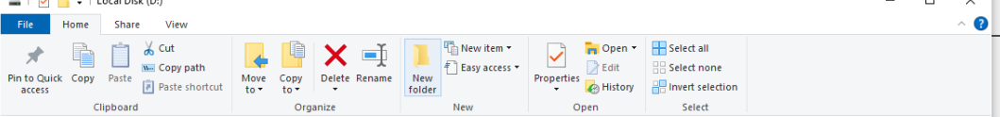 Local Disk (D:)
File Home Share View
Pin to Quick access
Copy
Paste
Cut
Copy path
Paste shortcut
Clipboard
Move to
Copy to
Delete
Rename
Organize
New folder
New item
Easy access
New
Properties
Open
Edit
History
Open
Select all
Select none
Invert selection
Select